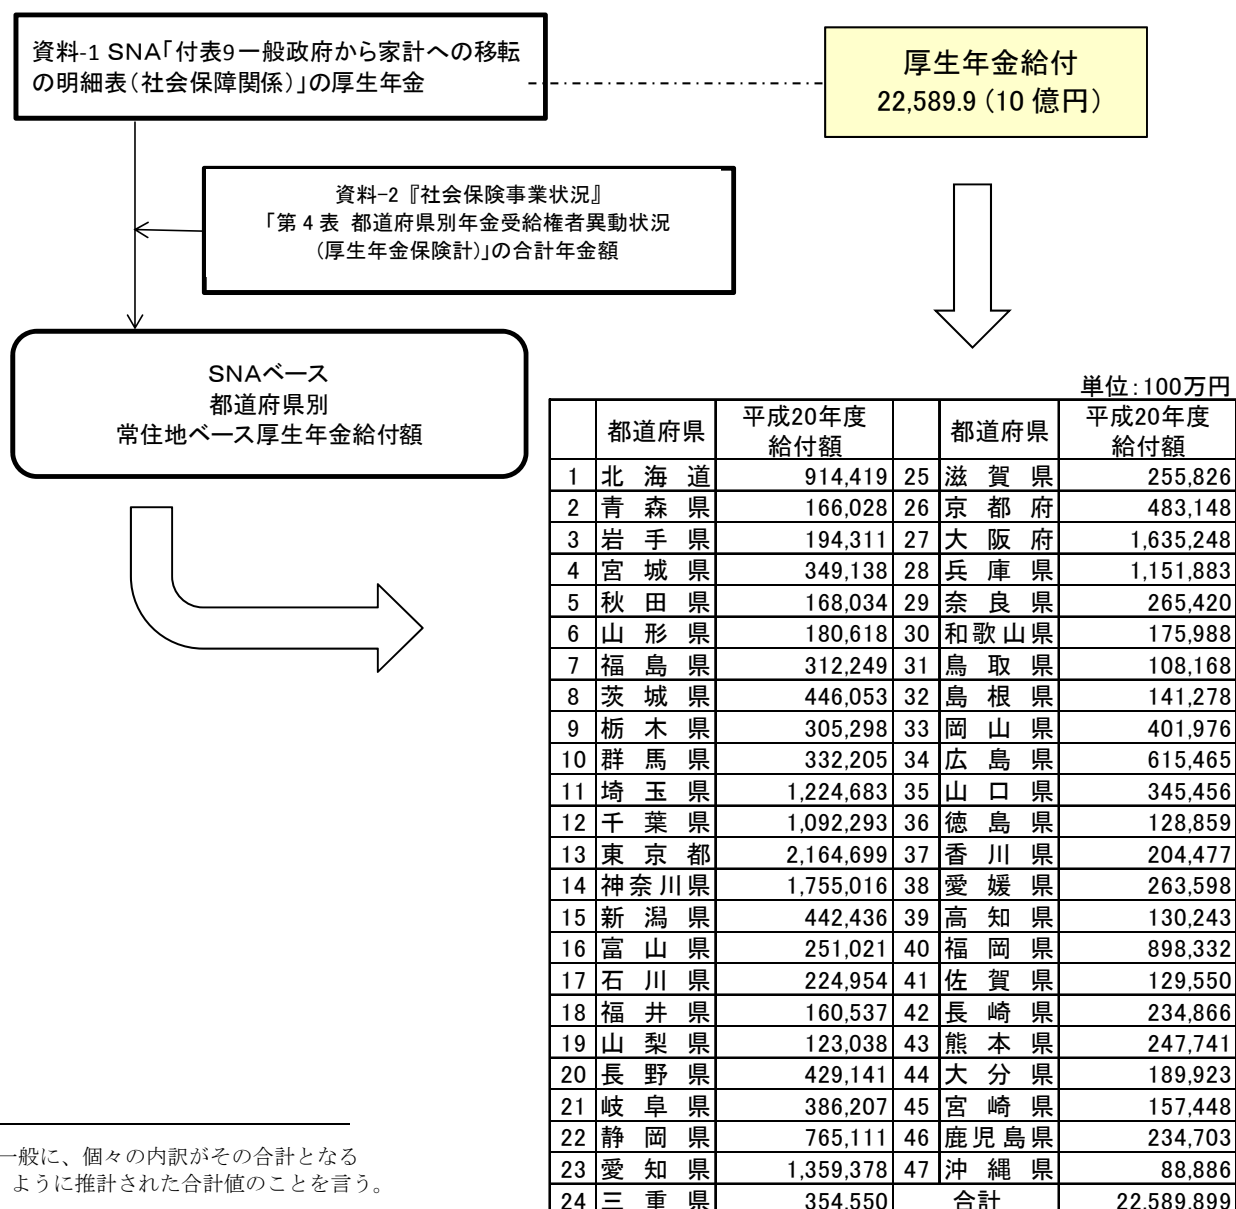 資料-1 SNA「付表9一般政府から家計への移転
の明細表（社会保障関係）」の厚生年金
厚生年金給付
22,589.9（10 億円）
資料-2『社会保険事業状況』
「第４表 都道府県別年金受給権者異動状況
（厚生年金保険計）」の合計年金額
SNAベース
都道府県別
常住地ベース厚生年金給付額
単位：100万円
都道府県 平成20年度給付額 都道府県 平成20年度給付額
1 北海道 914,419 25 滋賀県 255,826
2 青森県 166,028 26 京都府 483,148
3 岩手県 194,311 27 大阪府 1,635,248
4 宮城県 349,138 28 兵庫県 1,151,883
5 秋田県 168,034 29 奈良県 265,420
6 山形県 180,618 30 和歌山県 175,988
7 福島県 312,249 31 鳥取県 108,168
8 茨城県 446,053 32 島根県 141,278
9 栃木県 305,298 33 岡山県 401,976
10 群馬県 332,205 34 広島県 615,465
11 埼玉県 1,224,683 35 山口県 345,456
12 千葉県 1,092,293 36 徳島県 128,859
13 東京都 2,164,699 37 香川県 204,477
14 神奈川県 1,755,016 38 愛媛県 263,598
15 新潟県 442,436 39 高知県 130,243
16 富山県 251,021 40 福岡県 898,332
17 石川県 224,954 41 佐賀県 129,550
18 福井県 160,537 42 長崎県 234,866
19 山梨県 123,038 43 熊本県 247,741
20 長野県 429,141 44 大分県 189,923
21 岐阜県 386,207 45 宮崎県 157,448
22 静岡県 765,111 46 鹿児島県 234,703
23 愛知県 1,359,378 47 沖縄県 88,886
24 三重県 354,550 合計 22,589,899
一般に、個々の内訳がその合計となる
ように推計された合計値のことを言う。